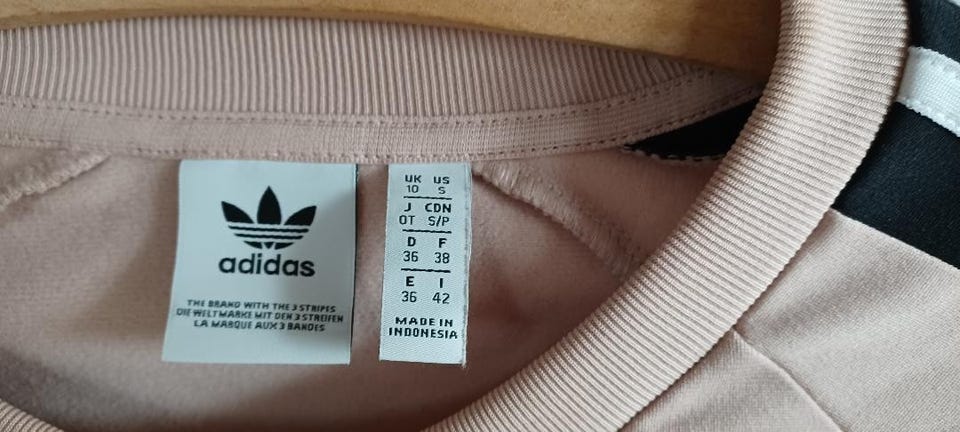 adidas
THE BRAND WITH THE 3 STRIPES
DIE WELTMARKE MIT DEN 3 STREIFEN
LA MARQUE AUX 3 BANDES
UK US
10 S
J CDN
OT S/P
D F
36 38
E I
36 42
MADE IN
INDONESIA